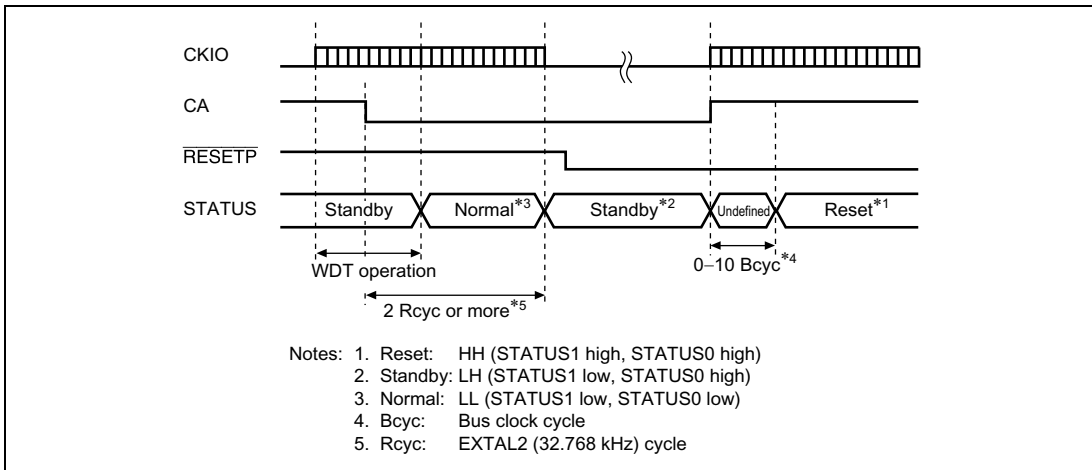 CKIO
CA
RESETP
STATUS Standby Normal*3 Standby*2 Undefined Reset*1
WDT operation 0–10 Bcyc*4
2 Rcyc or more*5
Notes: 1. Reset: HH (STATUS1 high, STATUS0 high)
2. Standby: LH (STATUS1 low, STATUS0 high)
3. Normal: LL (STATUS1 low, STATUS0 low)
4. Bcyc: Bus clock cycle
5. Rcyc: EXTAL2 (32.768 kHz) cycle